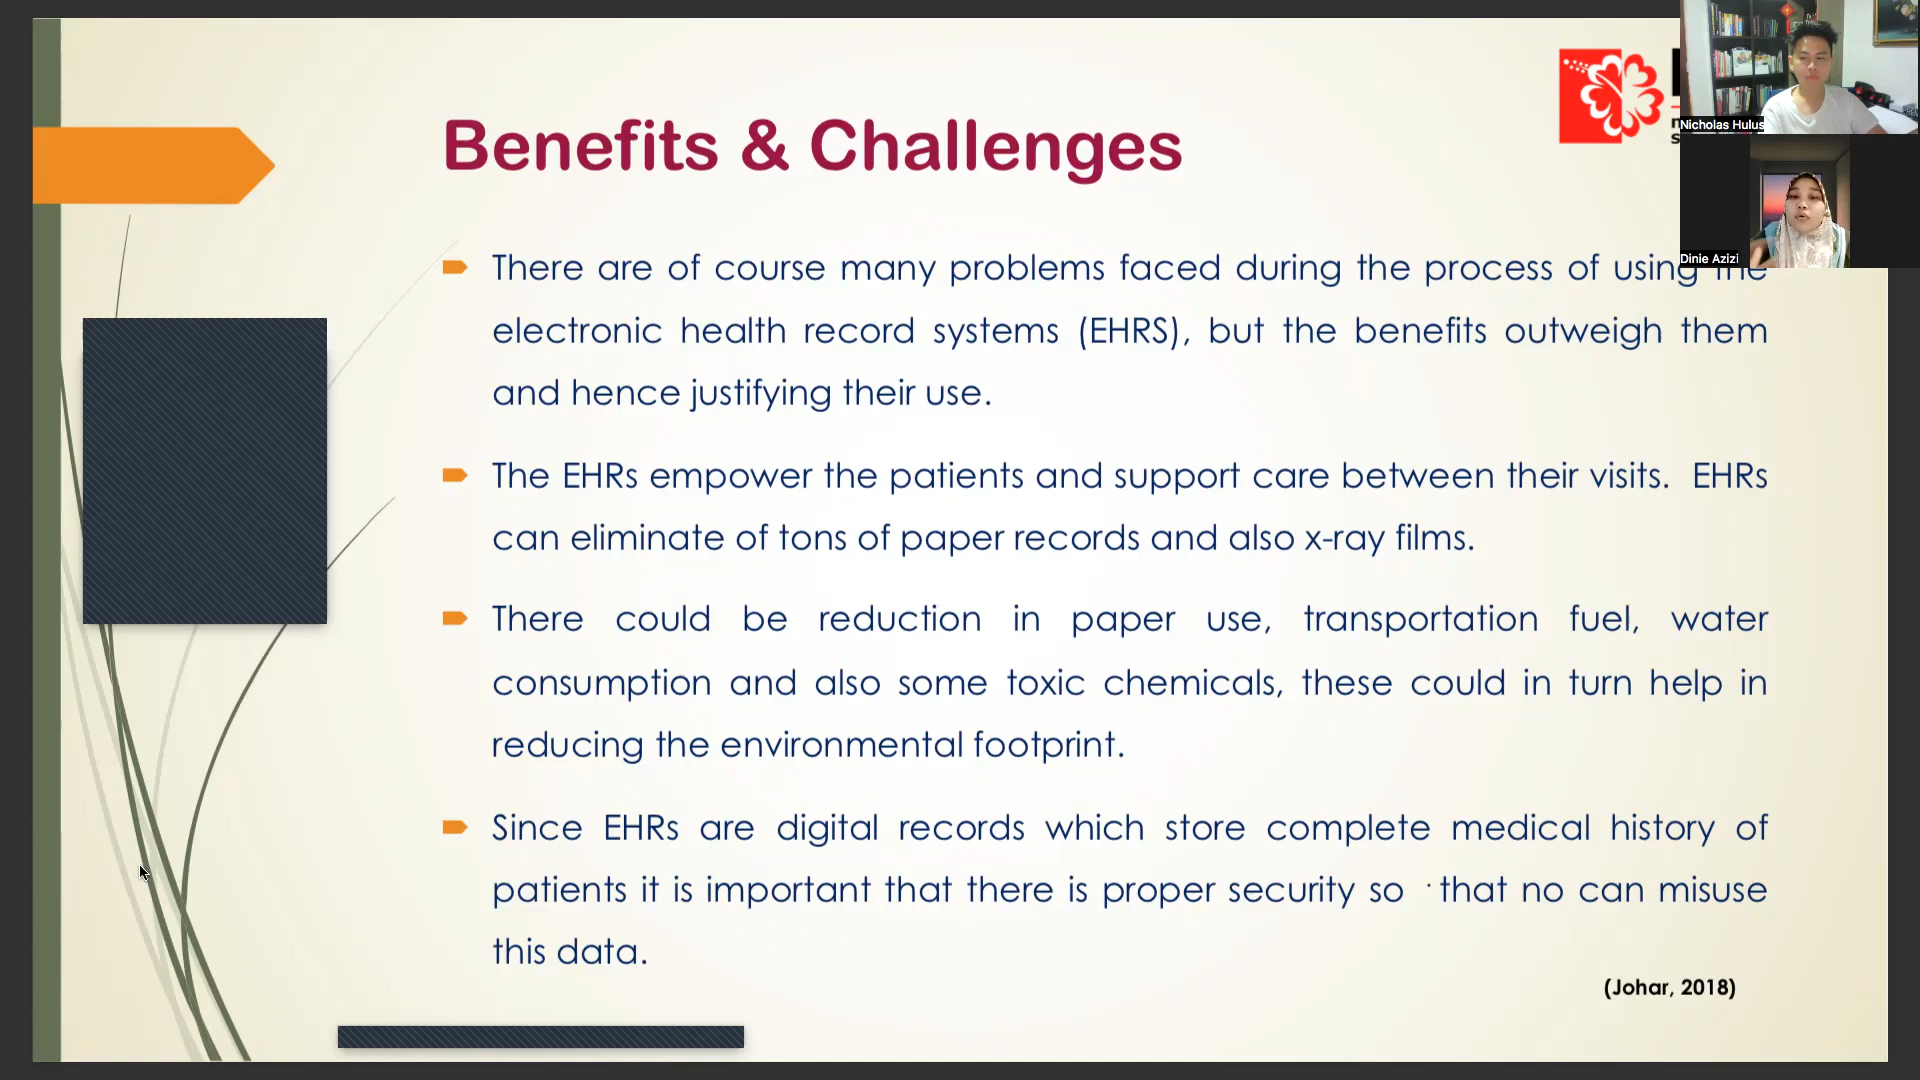 Benefits & Challenges
Nicholas Hulus
Dinie Azizi
There are of course many problems faced during the process of using the
electronic health record systems (EHRS), but the benefits outweigh them
and hence justifying their use.
The EHRs empower the patients and support care between their visits. EHRs
can eliminate of tons of paper records and also x-ray films.
There could be reduction in paper use, transportation fuel, water
consumption and also some toxic chemicals, these could in turn help in
reducing the environmental footprint.
Since EHRs are digital records which store complete medical history of
patients it is important that there is proper security so that no can misuse
this data.
(Johar, 2018)